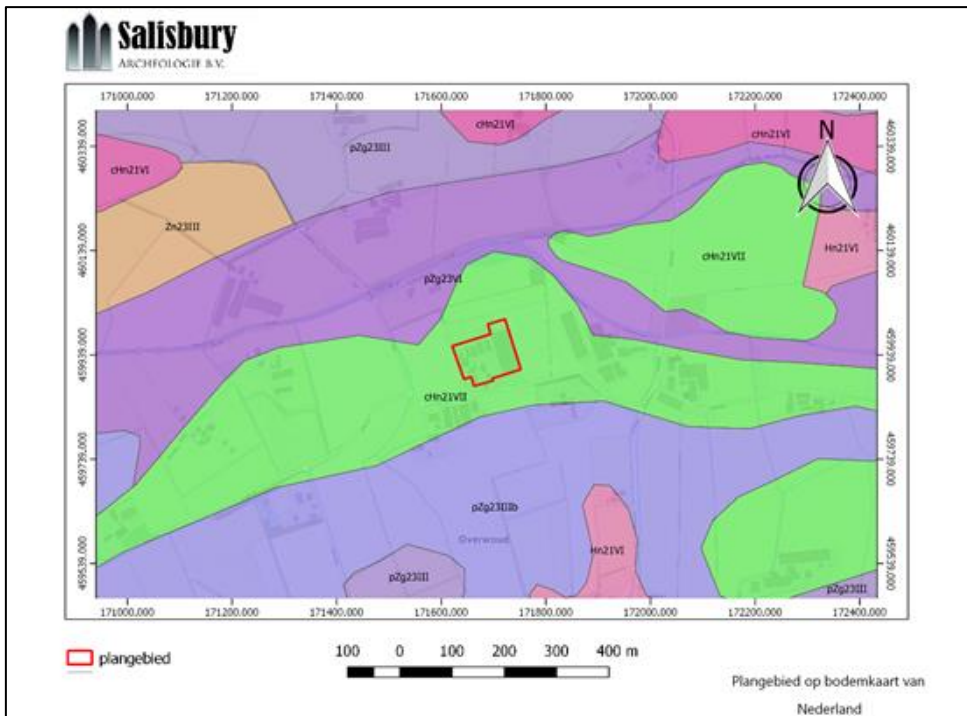 Salisbury
ARCHEOLOGIE B.V.
171000,000 171200,000 171400,000 171600,000 171800,000 172000,000 172200,000 172400,000
cHn21VI
cHn21VI
N
460339,000
460339,000
pZg23III
cHn21VI
Zn23III
460139,000
460139,000
Hn21VI
cHn21VII
pZg23VI
459939,000
459939,000
cHn21VII
459739,000
459739,000
pZg23IIIb
Overwoud
459539,000
459539,000
Hn21VI
pZg23III
pZg23III
171000,000 171200,000 171400,000 171600,000 171800,000 172000,000 172200,000 172400,000
plangebied
100 0 100 200 300 400 m
Plangebied op bodemkaart van
Nederland